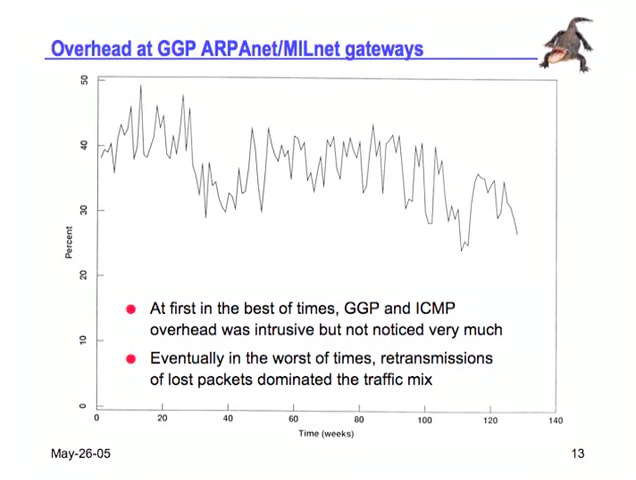 Overhead at GGP ARPAnet/MILnet gateways
50
40
30
20
10
0
Percent
At first in the best of times, GGP and ICMP
overhead was intrusive but not noticed very much
Eventually in the worst of times, retransmissions
of lost packets dominated the traffic mix
0 20 40 60 80 100 120 140
Time (weeks)
May-26-05
13